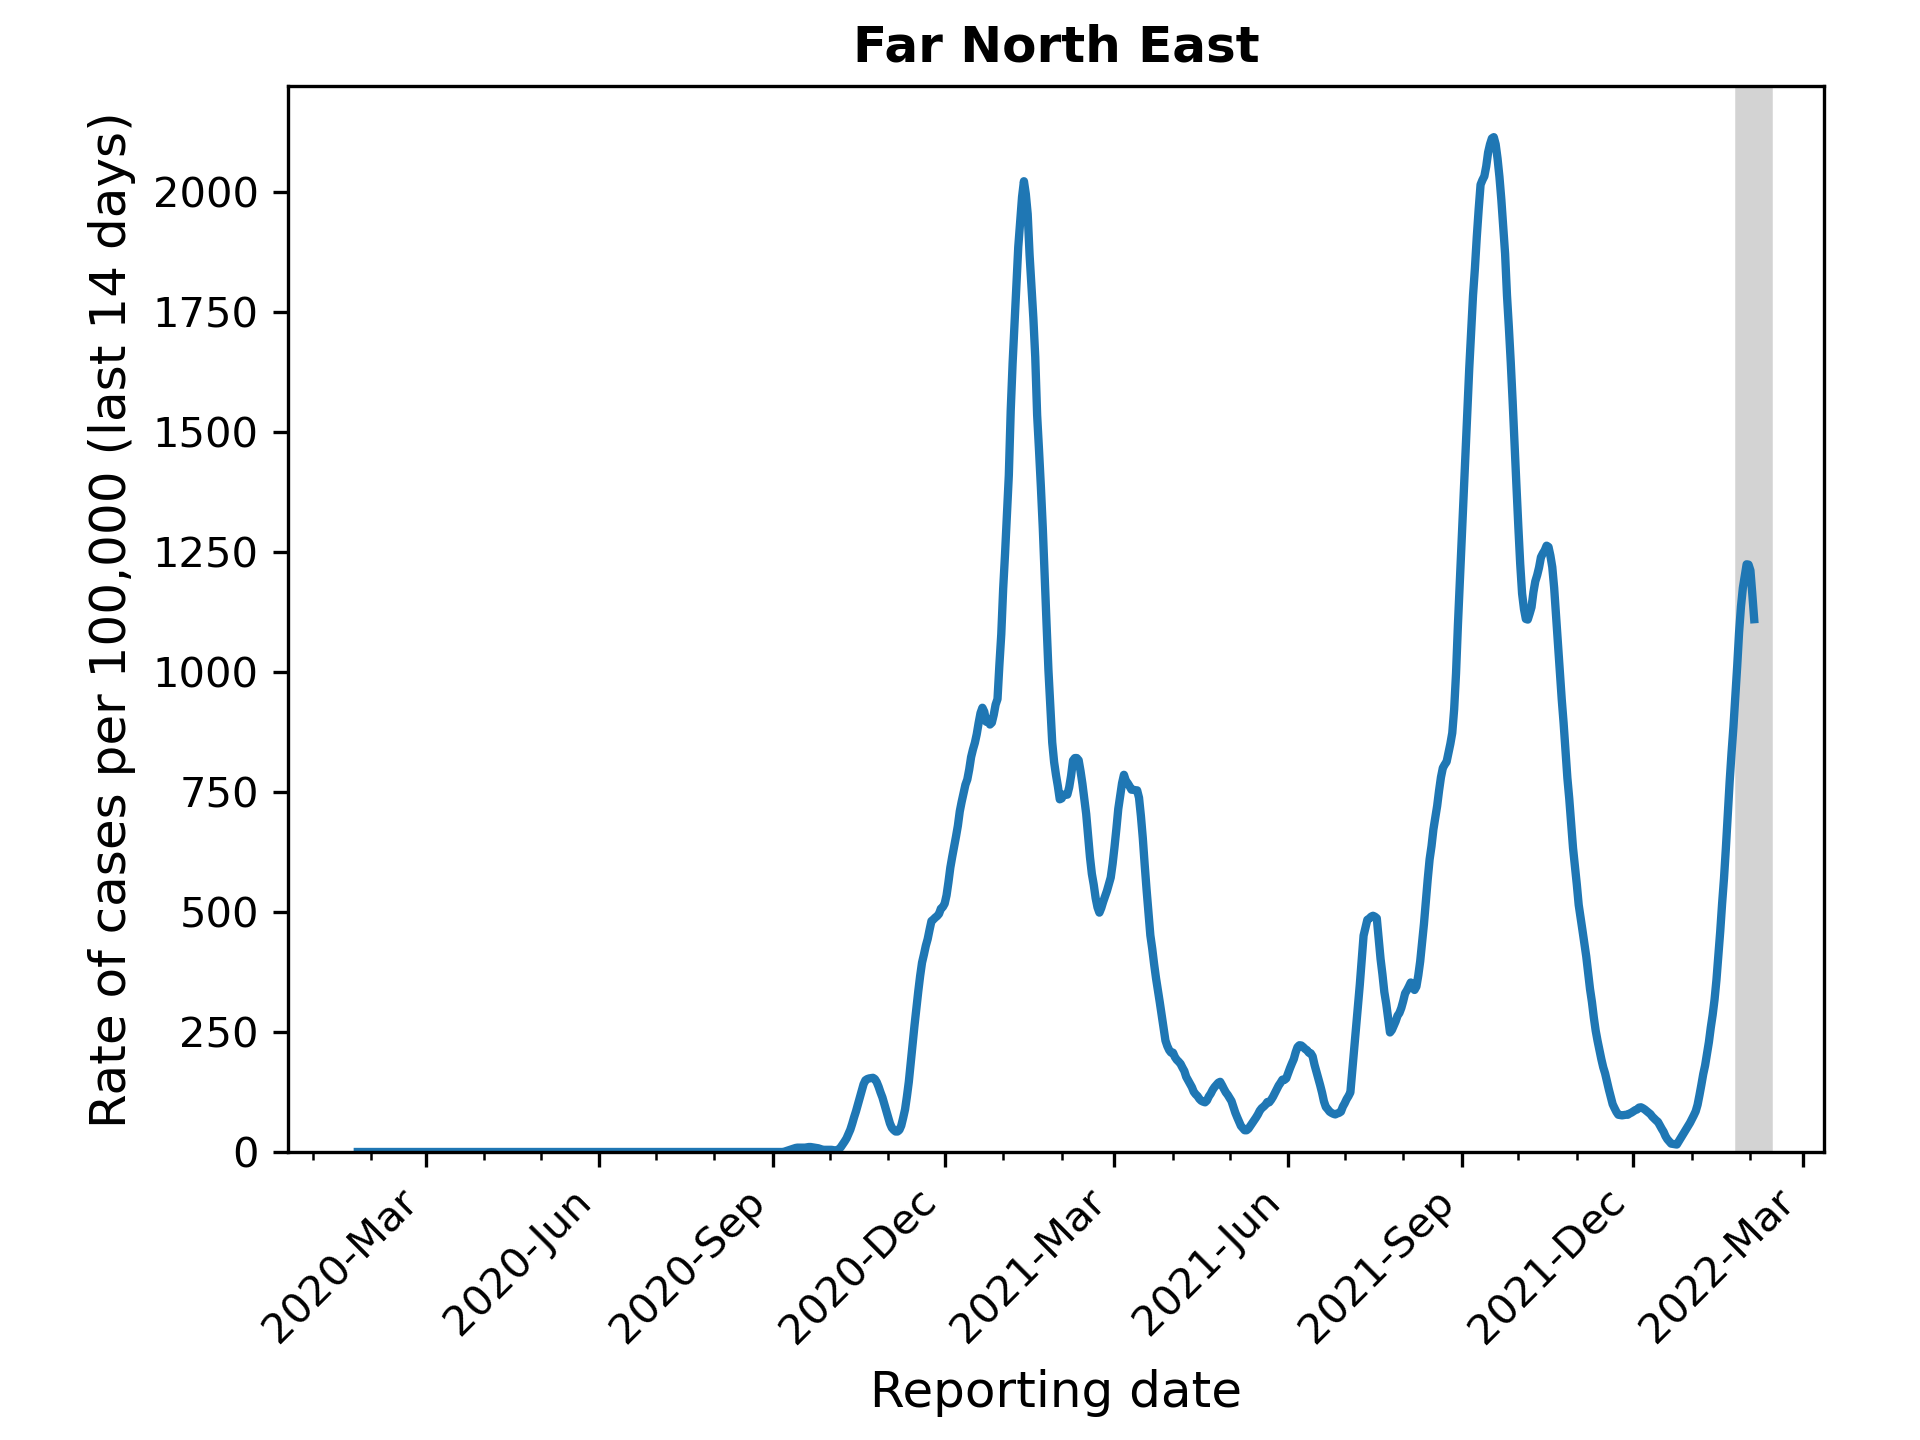 Far North East
Rate of cases per 100,000 (last 14 days)
2000
1750
1500
1250
1000
750
500
250
0
2020-Mar
2020-Jun
2020-Sep
2020-Dec
2021-Mar
2021-Jun
2021-Sep
2021-Dec
2022-Mar
Reporting date